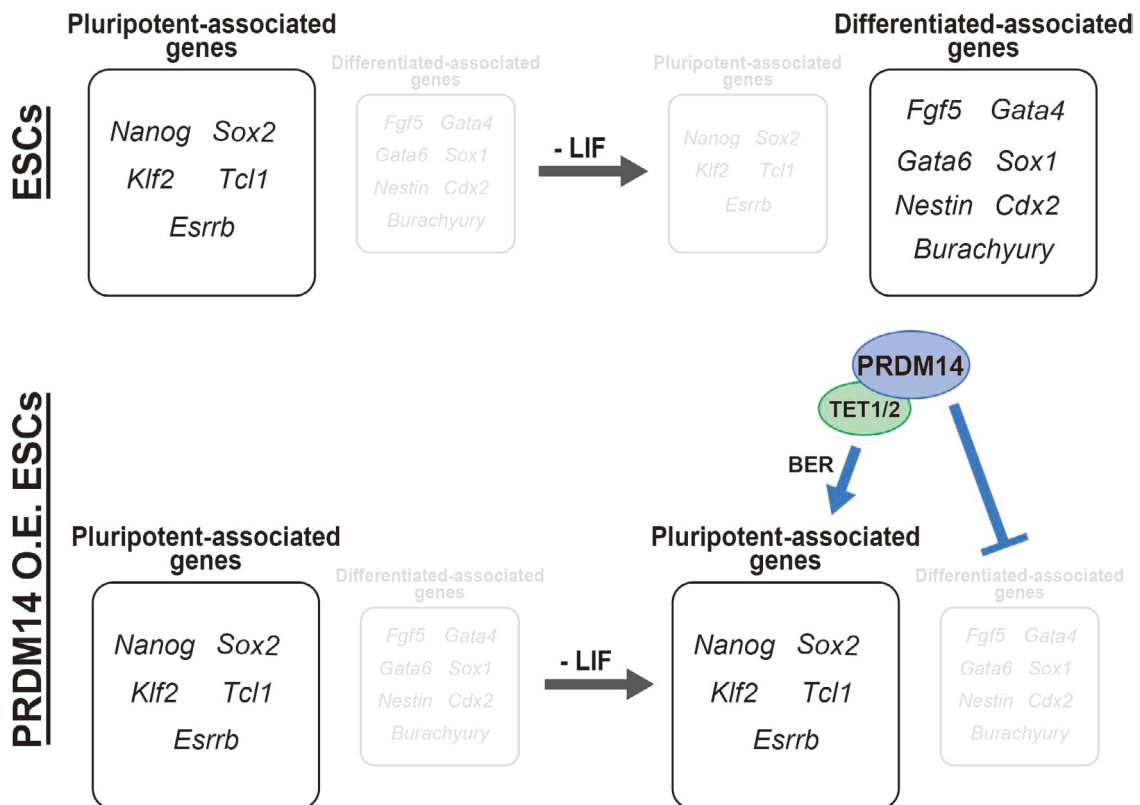 Pluripotent-associated
genes
Differentiated-associated
genes
Pluripotent-associated
genes
Differentiated-associated
genes
ESCs
Nanog Sox2
Klf2 Tcl1
Esrrb
Fgf5 Gata4
Gata6 Sox1
Nestin Cdx2
Burachyury
- LIF
Nanog Sox2
Klf2 Tcl1
Esrrb
Fgf5 Gata4
Gata6 Sox1
Nestin Cdx2
Burachyury
PRDM14
TET1/2
BER
PRDM14 O.E. ESCs
Pluripotent-associated
genes
Differentiated-associated
genes
Pluripotent-associated
genes
Differentiated-associated
genes
Nanog Sox2
Klf2 Tcl1
Esrrb
Fgf5 Gata4
Gata6 Sox1
Nestin Cdx2
Burachyury
- LIF
Nanog Sox2
Klf2 Tcl1
Esrrb
Fgf5 Gata4
Gata6 Sox1
Nestin Cdx2
Burachyury